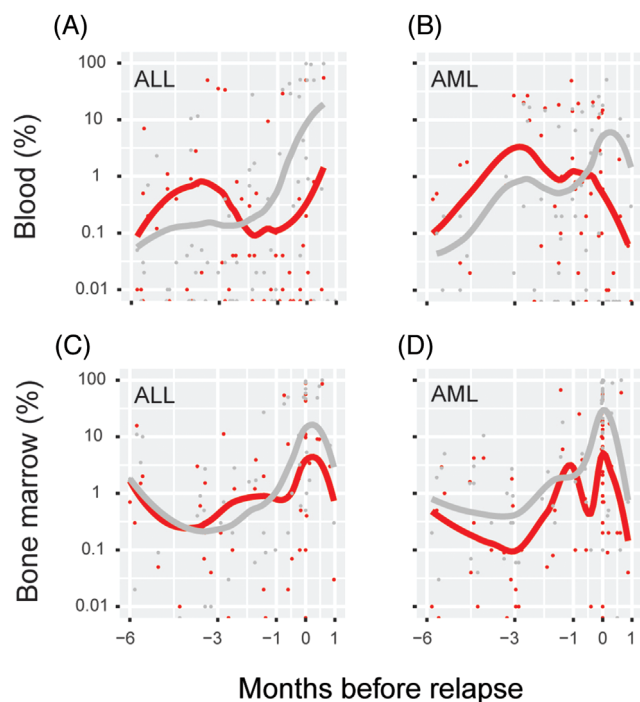 (A) (B)
Blood (%)
100
10
1
0.1
0.01
ALL
AML
(C) (D)
Bone marrow (%)
100
10
1
0.1
0.01
ALL
AML
−6 −3 −1 0 1
−6 −3 −1 0 1
Months before relapse